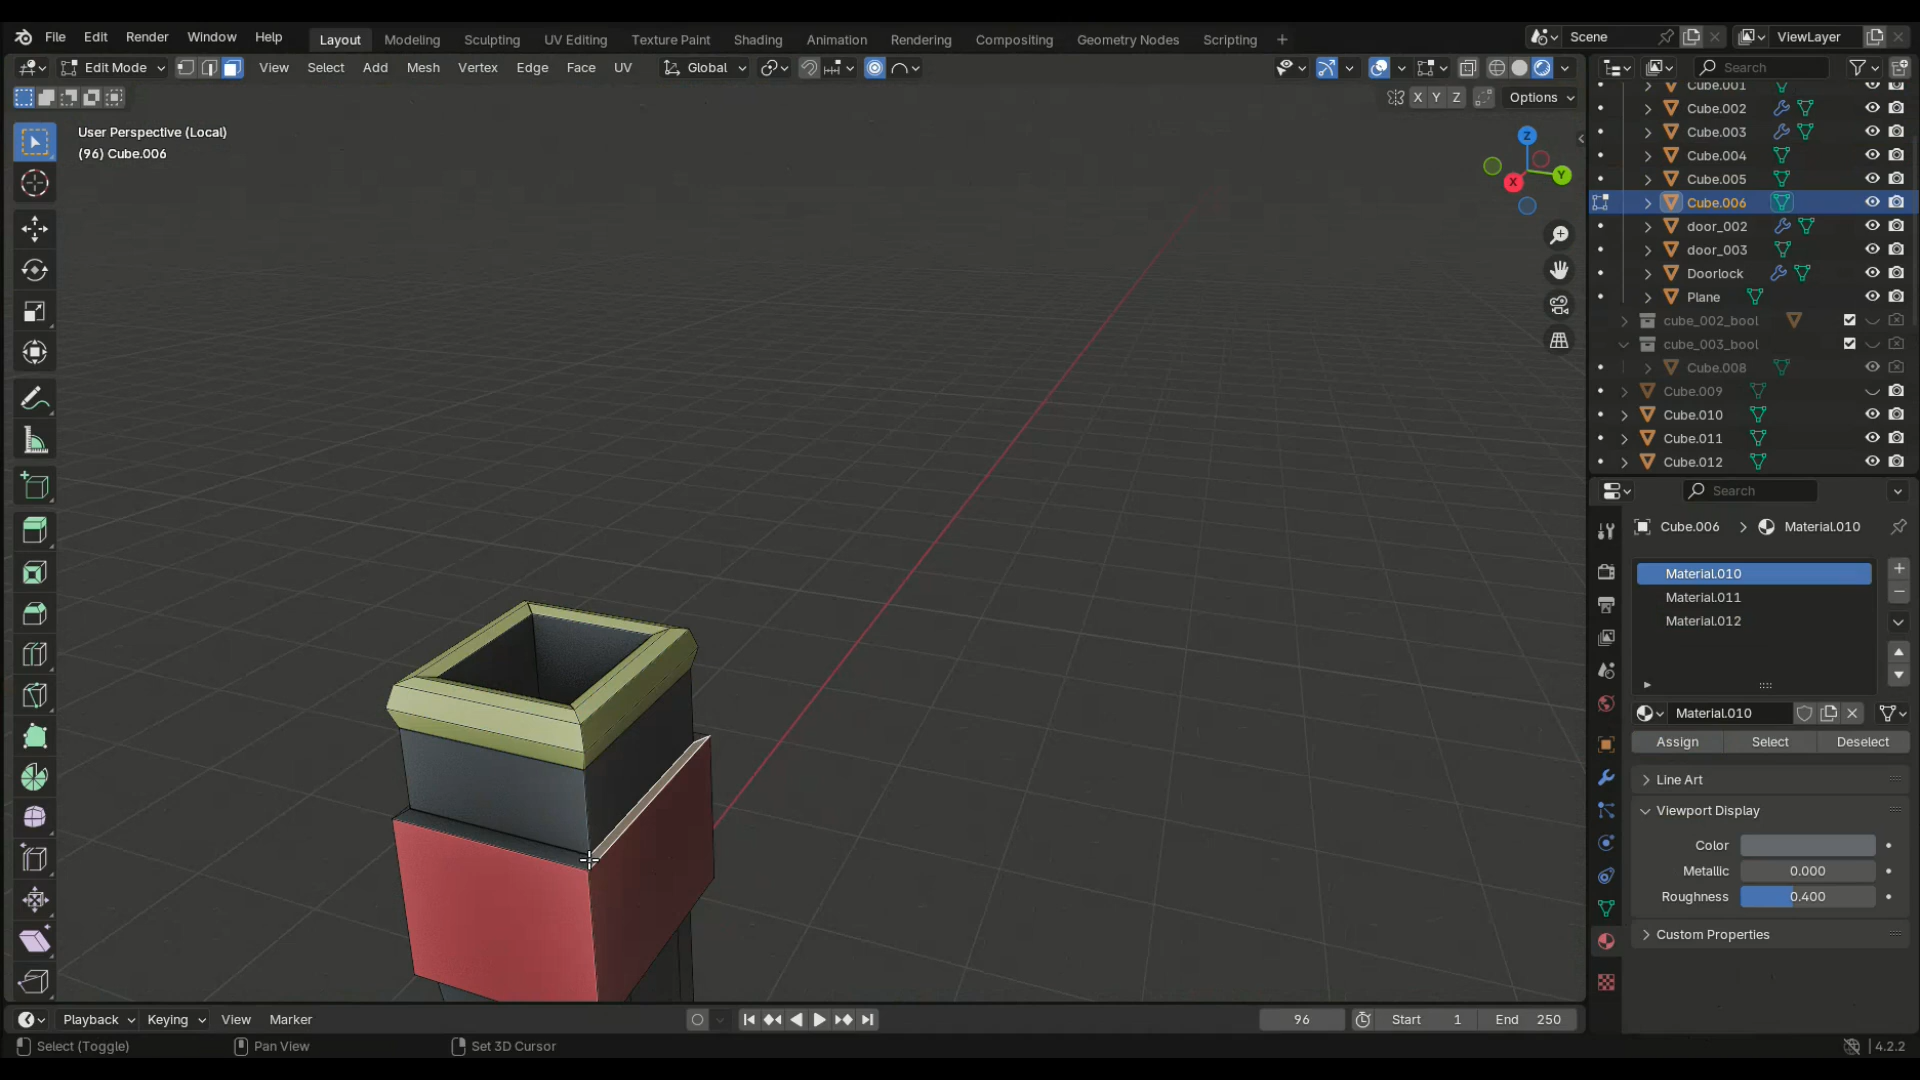 File Edit Render Window Help Layout Modeling Sculpting UV Editing Texture Paint Shading Animation Rendering Compositing Geometry Nodes Scripting + Scene ViewLayer
Edit Mode View Select Add Mesh Vertex Edge Face UV Global Search
X Y Z Options
User Perspective (Local)
(96) Cube.006
Z
X
Y
Cube.001
Cube.002
Cube.003
Cube.004
Cube.005
Cube.006
door_002
door_003
Doorlock
Plane
cube_002_bool
cube_003_bool
Cube.008
Cube.009
Cube.010
Cube.011
Cube.012
Search
Cube.006 > Material.010
Material.010
Material.011
Material.012
Material.010
Assign Select Deselect
Line Art
Viewport Display
Color
Metallic 0.000
Roughness 0.400
Custom Properties
Playback Keying View Marker 96 Start 1 End 250
Select (Toggle) Pan View Set 3D Cursor 4.2.2